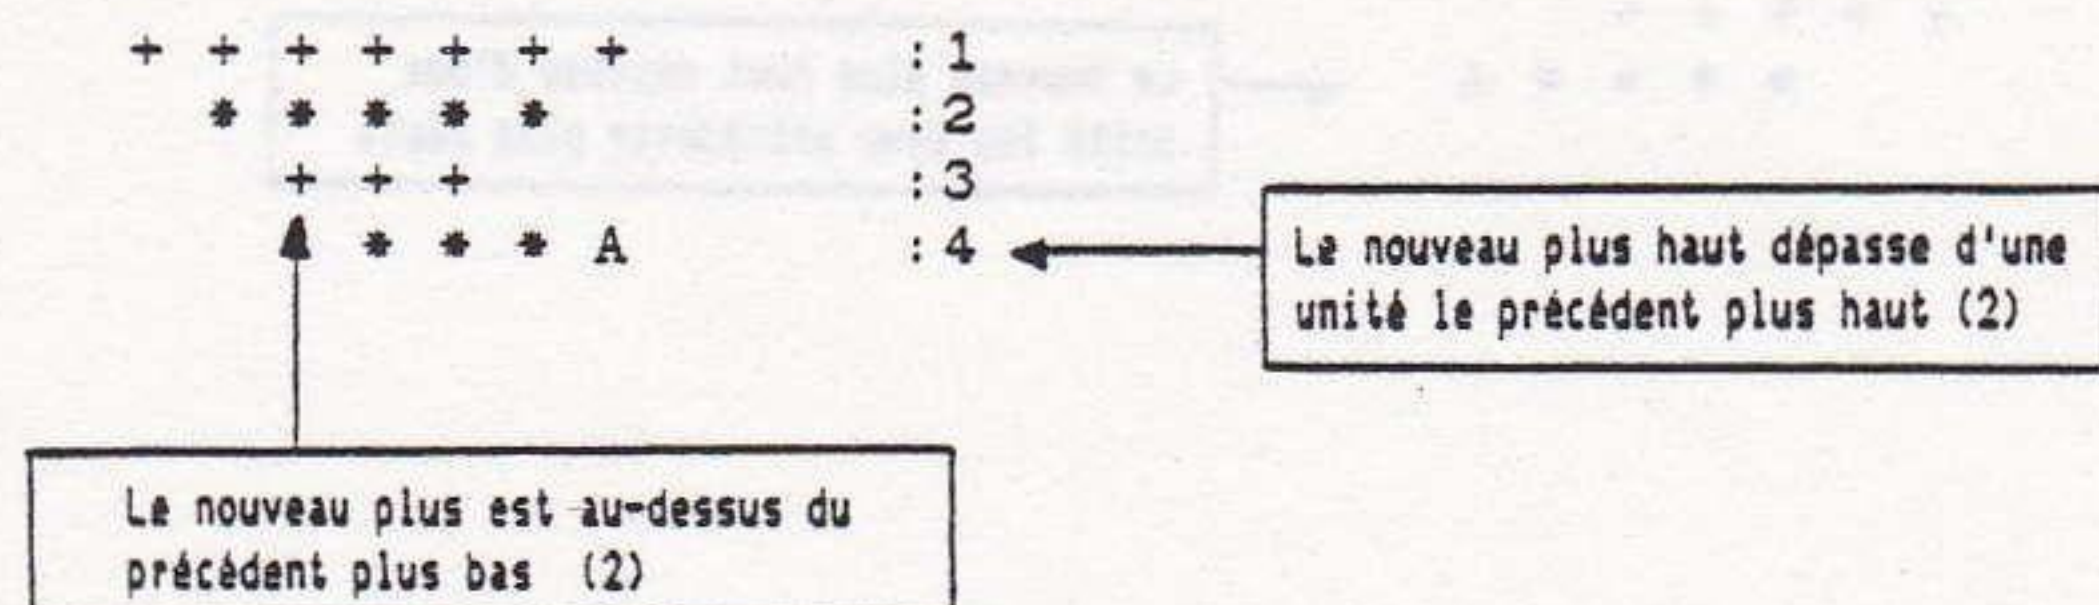 + + + + + + + :1
* * * * * :2
+ + + :3
* * * A :4
Le nouveau plus haut dépasse d'une
unité le précédent plus haut (2)
Le nouveau plus est au-dessus du
précédent plus bas (2)